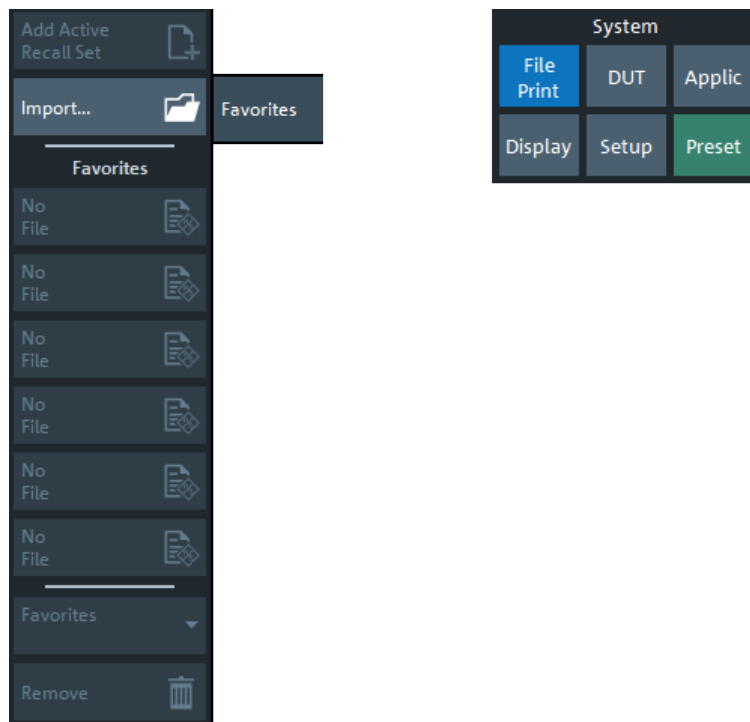 Add Active
Recall Set
Import...
Favorites
Favorites
No
File
No
File
No
File
No
File
No
File
No
File
Favorites
Remove
System
File
Print
DUT
Applic
Display
Setup
Preset